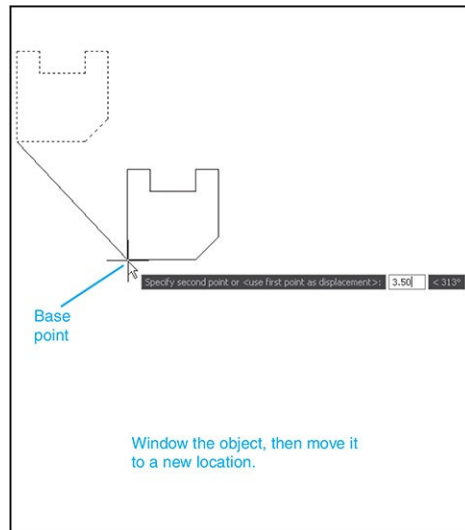 Specify second point or <use first point as displacement>: 3.50 < 313°
Base
point
Window the object, then move it
to a new location.